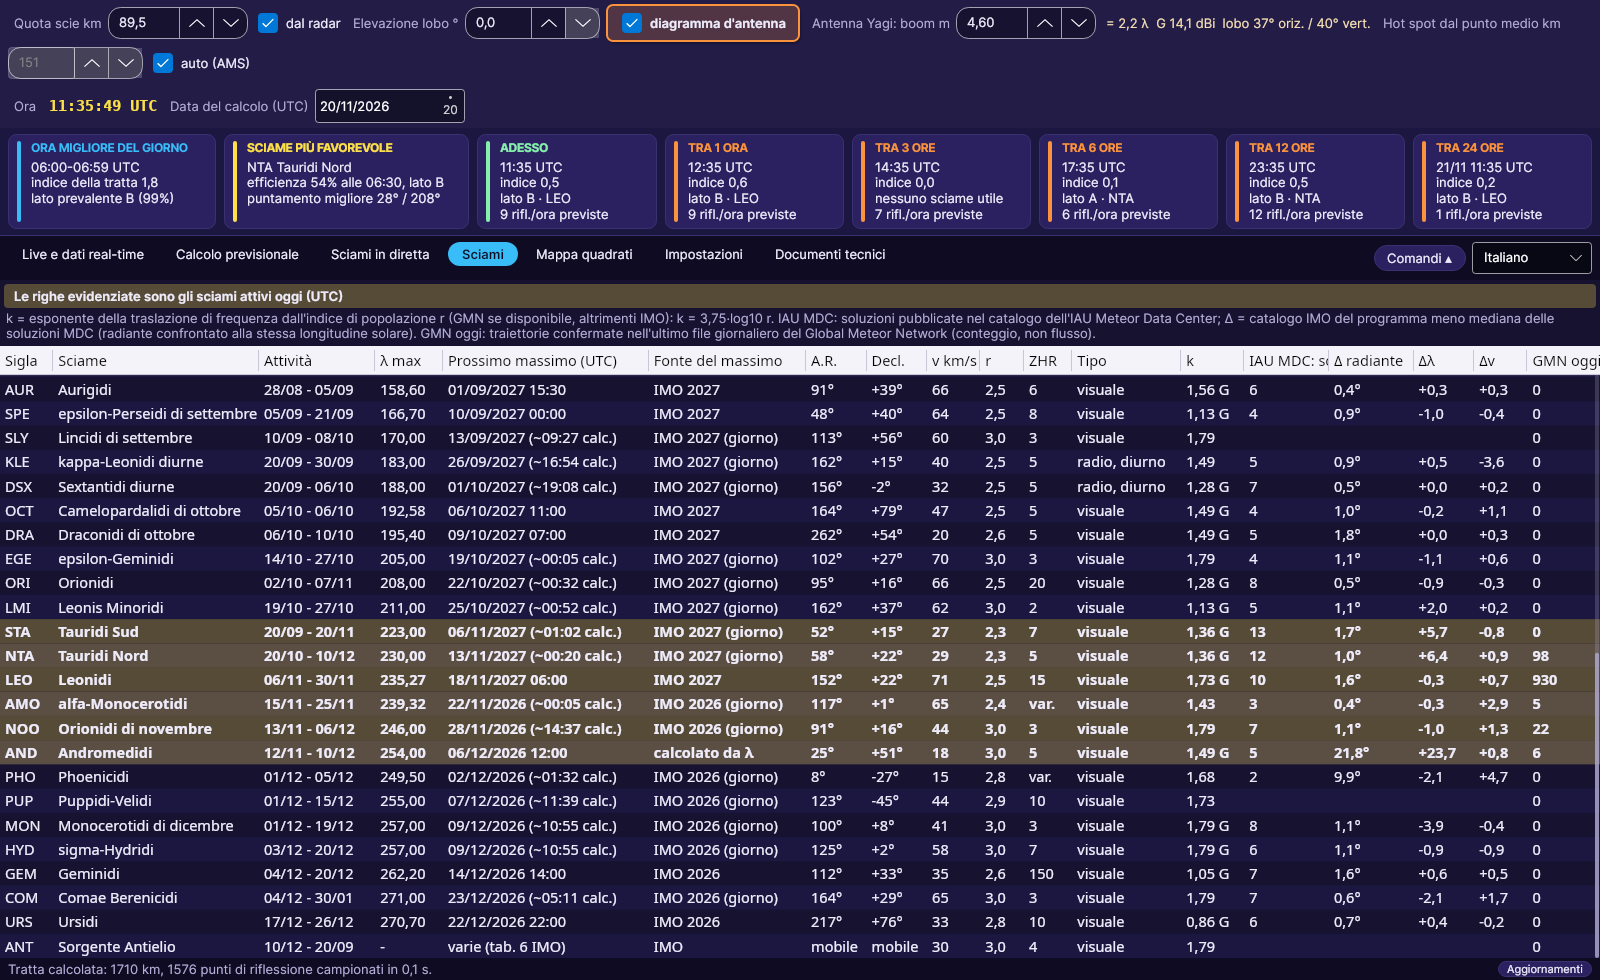 Quota scie km 89,5 dal radar Elevazione lobo ° 0,0 diagramma d'antenna Antenna Yagi: boom m 4,60 = 2,2 λ G 14,1 dBi lobo 37° oriz. / 40° vert. Hot spot dal punto medio km
151 auto (AMS)
Ora 11:35:49 UTC Data del calcolo (UTC) 20/11/2026 20
ORA MIGLIORE DEL GIORNO
06:00-06:59 UTC
indice della tratta 1,8
lato prevalente B (99%)
SCIAME PIÙ FAVOREVOLE
NTA Tauridi Nord
efficienza 54% alle 06:30, lato B
puntamento migliore 28° / 208°
ADESSO
11:35 UTC
indice 0,5
lato B · LEO
9 rifl./ora previste
TRA 1 ORA
12:35 UTC
indice 0,6
lato B · LEO
9 rifl./ora previste
TRA 3 ORE
14:35 UTC
indice 0,0
nessuno sciame utile
7 rifl./ora previste
TRA 6 ORE
17:35 UTC
indice 0,1
lato A · NTA
6 rifl./ora previste
TRA 12 ORE
23:35 UTC
indice 0,5
lato B · NTA
12 rifl./ora previste
TRA 24 ORE
21/11 11:35 UTC
indice 0,2
lato B · LEO
1 rifl./ora previste
Live e dati real-time Calcolo previsionale Sciami in diretta Sciami Mappa quadrati Impostazioni Documenti tecnici Comandi ▴ Italiano
Le righe evidenziate sono gli sciami attivi oggi (UTC)
k = esponente della traslazione di frequenza dall'indice di popolazione r (GMN se disponibile, altrimenti IMO): k = 3,75·log10 r. IAU MDC: soluzioni pubblicate nel catalogo dell'IAU Meteor Data Center; Δ = catalogo IMO del programma meno mediana delle
soluzioni MDC (radiante confrontato alla stessa longitudine solare). GMN oggi: traiettorie confermate nell'ultimo file giornaliero del Global Meteor Network (conteggio, non flusso).
Sigla Sciame Attività λ max Prossimo massimo (UTC) Fonte del massimo A.R. Decl. v km/s r ZHR Tipo k IAU MDC: so Δ radiante Δλ Δv GMN oggi
AUR Aurigidi 28/08 - 05/09 158,60 01/09/2027 15:30 IMO 2027 91° +39° 66 2,5 6 visuale 1,56 G 6 0,4° +0,3 +0,3 0
SPE epsilon-Perseidi di settembre 05/09 - 21/09 166,70 10/09/2027 00:00 IMO 2027 48° +40° 64 2,5 8 visuale 1,13 G 4 0,9° -1,0 -0,4 0
SLY Lincidi di settembre 10/09 - 08/10 170,00 13/09/2027 (~09:27 calc.) IMO 2027 (giorno) 113° +56° 60 3,0 3 visuale 1,79 0
KLE kappa-Leonidi diurne 20/09 - 30/09 183,00 26/09/2027 (~16:54 calc.) IMO 2027 (giorno) 162° +15° 40 2,5 5 radio, diurno 1,49 5 0,9° +0,5 -3,6 0
DSX Sextantidi diurne 20/09 - 06/10 188,00 01/10/2027 (~19:08 calc.) IMO 2027 (giorno) 156° -2° 32 2,5 5 radio, diurno 1,28 G 7 0,5° +0,0 +0,2 0
OCT Camelopardalidi di ottobre 05/10 - 06/10 192,58 06/10/2027 11:00 IMO 2027 164° +79° 47 2,5 5 visuale 1,49 G 4 1,0° -0,2 +1,1 0
DRA Draconidi di ottobre 06/10 - 10/10 195,40 09/10/2027 07:00 IMO 2027 262° +54° 20 2,6 5 visuale 1,49 G 5 1,8° +0,0 +0,3 0
EGE epsilon-Geminidi 14/10 - 27/10 205,00 19/10/2027 (~00:05 calc.) IMO 2027 (giorno) 102° +27° 70 3,0 3 visuale 1,79 4 1,1° -1,1 +0,6 0
ORI Orionidi 02/10 - 07/11 208,00 22/10/2027 (~00:32 calc.) IMO 2027 (giorno) 95° +16° 66 2,5 20 visuale 1,28 G 8 0,5° -0,9 -0,3 0
LMI Leonis Minoridi 19/10 - 27/10 211,00 25/10/2027 (~00:52 calc.) IMO 2027 (giorno) 162° +37° 62 3,0 2 visuale 1,13 G 5 1,1° +2,0 +0,2 0
STA Tauridi Sud 20/09 - 20/11 223,00 06/11/2027 (~01:02 calc.) IMO 2027 (giorno) 52° +15° 27 2,3 7 visuale 1,36 G 13 1,7° +5,7 -0,8 0
NTA Tauridi Nord 20/10 - 10/12 230,00 13/11/2027 (~00:20 calc.) IMO 2027 (giorno) 58° +22° 29 2,3 5 visuale 1,36 G 12 1,0° +6,4 +0,9 98
LEO Leonidi 06/11 - 30/11 235,27 18/11/2027 06:00 IMO 2027 152° +22° 71 2,5 15 visuale 1,73 G 10 1,6° -0,3 +0,7 930
AMO alfa-Monocerotidi 15/11 - 25/11 239,32 22/11/2026 (~00:05 calc.) IMO 2026 (giorno) 117° +1° 65 2,4 var. visuale 1,43 3 0,4° -0,3 +2,9 5
NOO Orionidi di novembre 13/11 - 06/12 246,00 28/11/2026 (~14:37 calc.) IMO 2026 (giorno) 91° +16° 44 3,0 3 visuale 1,79 7 1,1° -1,0 +1,3 22
AND Andromedidi 12/11 - 10/12 254,00 06/12/2026 12:00 calcolato da λ 25° +51° 18 3,0 5 visuale 1,49 G 5 21,8° +23,7 +0,8 6
PHO Phoenicidi 01/12 - 05/12 249,50 02/12/2026 (~01:32 calc.) IMO 2026 (giorno) 8° -27° 15 2,8 var. visuale 1,68 2 9,9° -2,1 +4,7 0
PUP Puppidi-Velidi 01/12 - 15/12 255,00 07/12/2026 (~11:39 calc.) IMO 2026 (giorno) 123° -45° 44 2,9 10 visuale 1,73 0
MON Monocerotidi di dicembre 01/12 - 19/12 257,00 09/12/2026 (~10:55 calc.) IMO 2026 (giorno) 100° +8° 41 3,0 3 visuale 1,79 G 8 1,1° -3,9 -0,4 0
HYD sigma-Hydridi 03/12 - 20/12 257,00 09/12/2026 (~10:55 calc.) IMO 2026 (giorno) 125° +2° 58 3,0 7 visuale 1,79 G 6 1,1° -0,9 -0,9 0
GEM Geminidi 04/12 - 20/12 262,20 14/12/2026 14:00 IMO 2026 112° +33° 35 2,6 150 visuale 1,05 G 7 1,6° +0,6 +0,5 0
COM Comae Berenicidi 04/12 - 30/01 271,00 23/12/2026 (~05:11 calc.) IMO 2026 (giorno) 164° +29° 65 3,0 3 visuale 1,79 7 0,6° -2,1 +1,7 0
URS Ursidi 17/12 - 26/12 270,70 22/12/2026 22:00 IMO 2026 217° +76° 33 2,8 10 visuale 0,86 G 6 0,7° +0,4 -0,2 0
ANT Sorgente Antielio 10/12 - 20/09 - varie (tab. 6 IMO) IMO mobile mobile 30 3,0 4 visuale 1,79 0
Tratta calcolata: 1710 km, 1576 punti di riflessione campionati in 0,1 s. Aggiornamenti